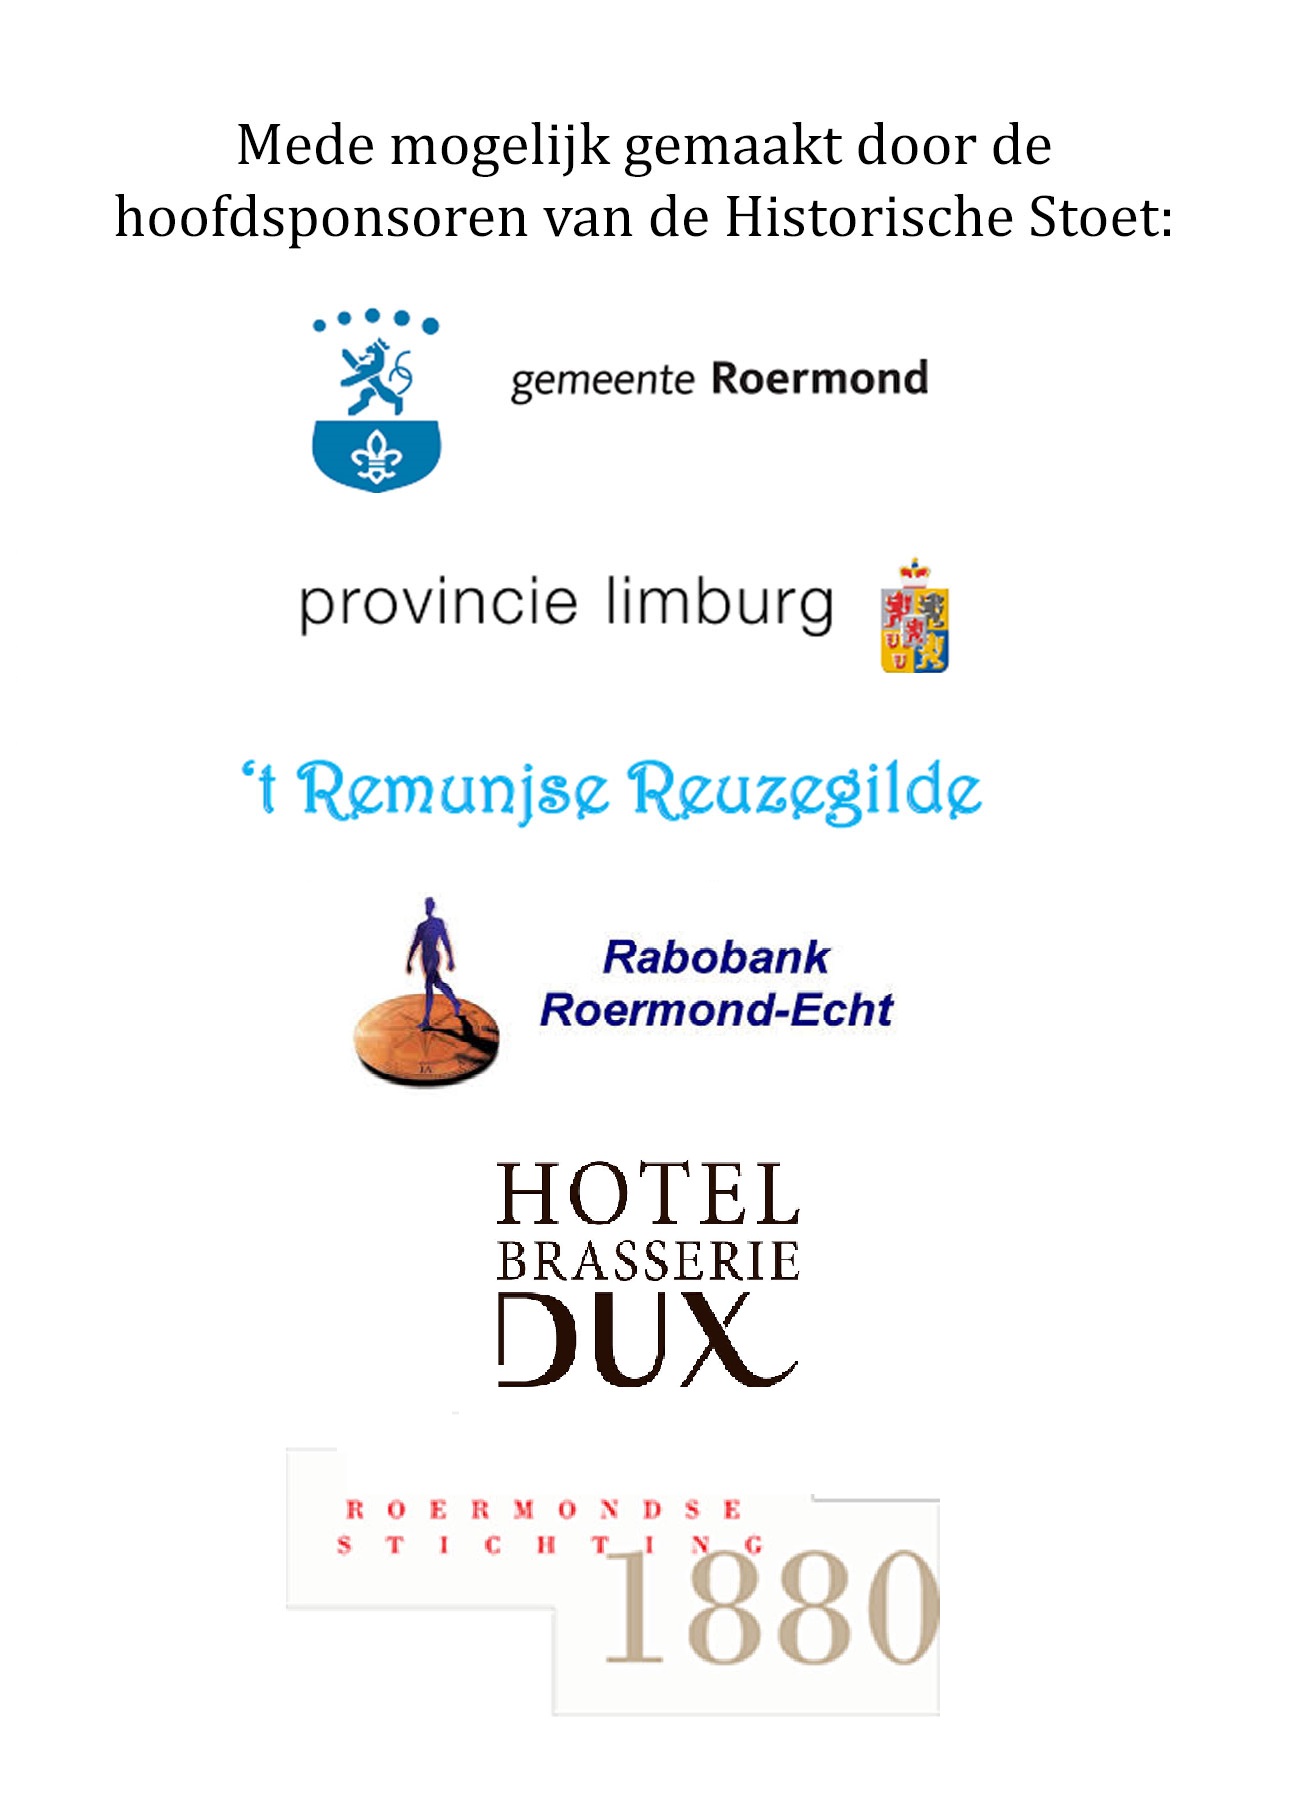 Mede mogelijk gemaakt door de
hoofdsponsoren van de Historische Stoet:
gemeente Roermond
provincie limburg
‘t Remunjse Reuzegilde
Rabobank
Roermond-Echt
HOTEL
BRASSERIE
DUX
ROERMONDSE
STICHTING
1880